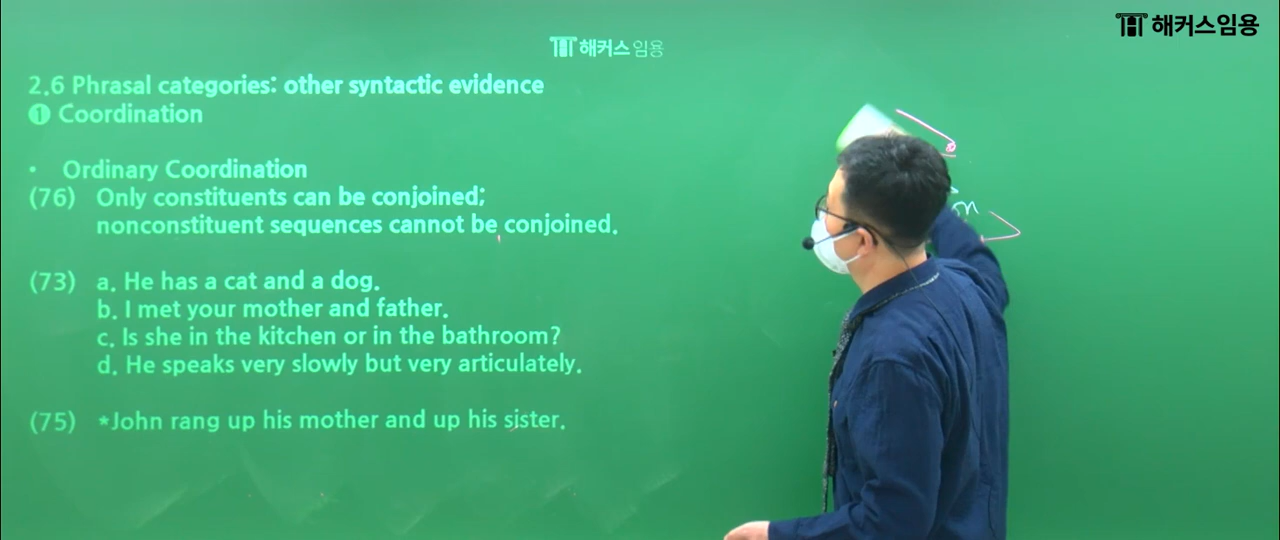 해커스임용
해커스임용
2.6 Phrasal categories: other syntactic evidence
❶ Coordination
• Ordinary Coordination
(76) Only constituents can be conjoined;
nonconstituent sequences cannot be conjoined.
(73) a. He has a cat and a dog.
b. I met your mother and father.
c. Is she in the kitchen or in the bathroom?
d. He speaks very slowly but very articulately.
(75) *John rang up his mother and up his sister.